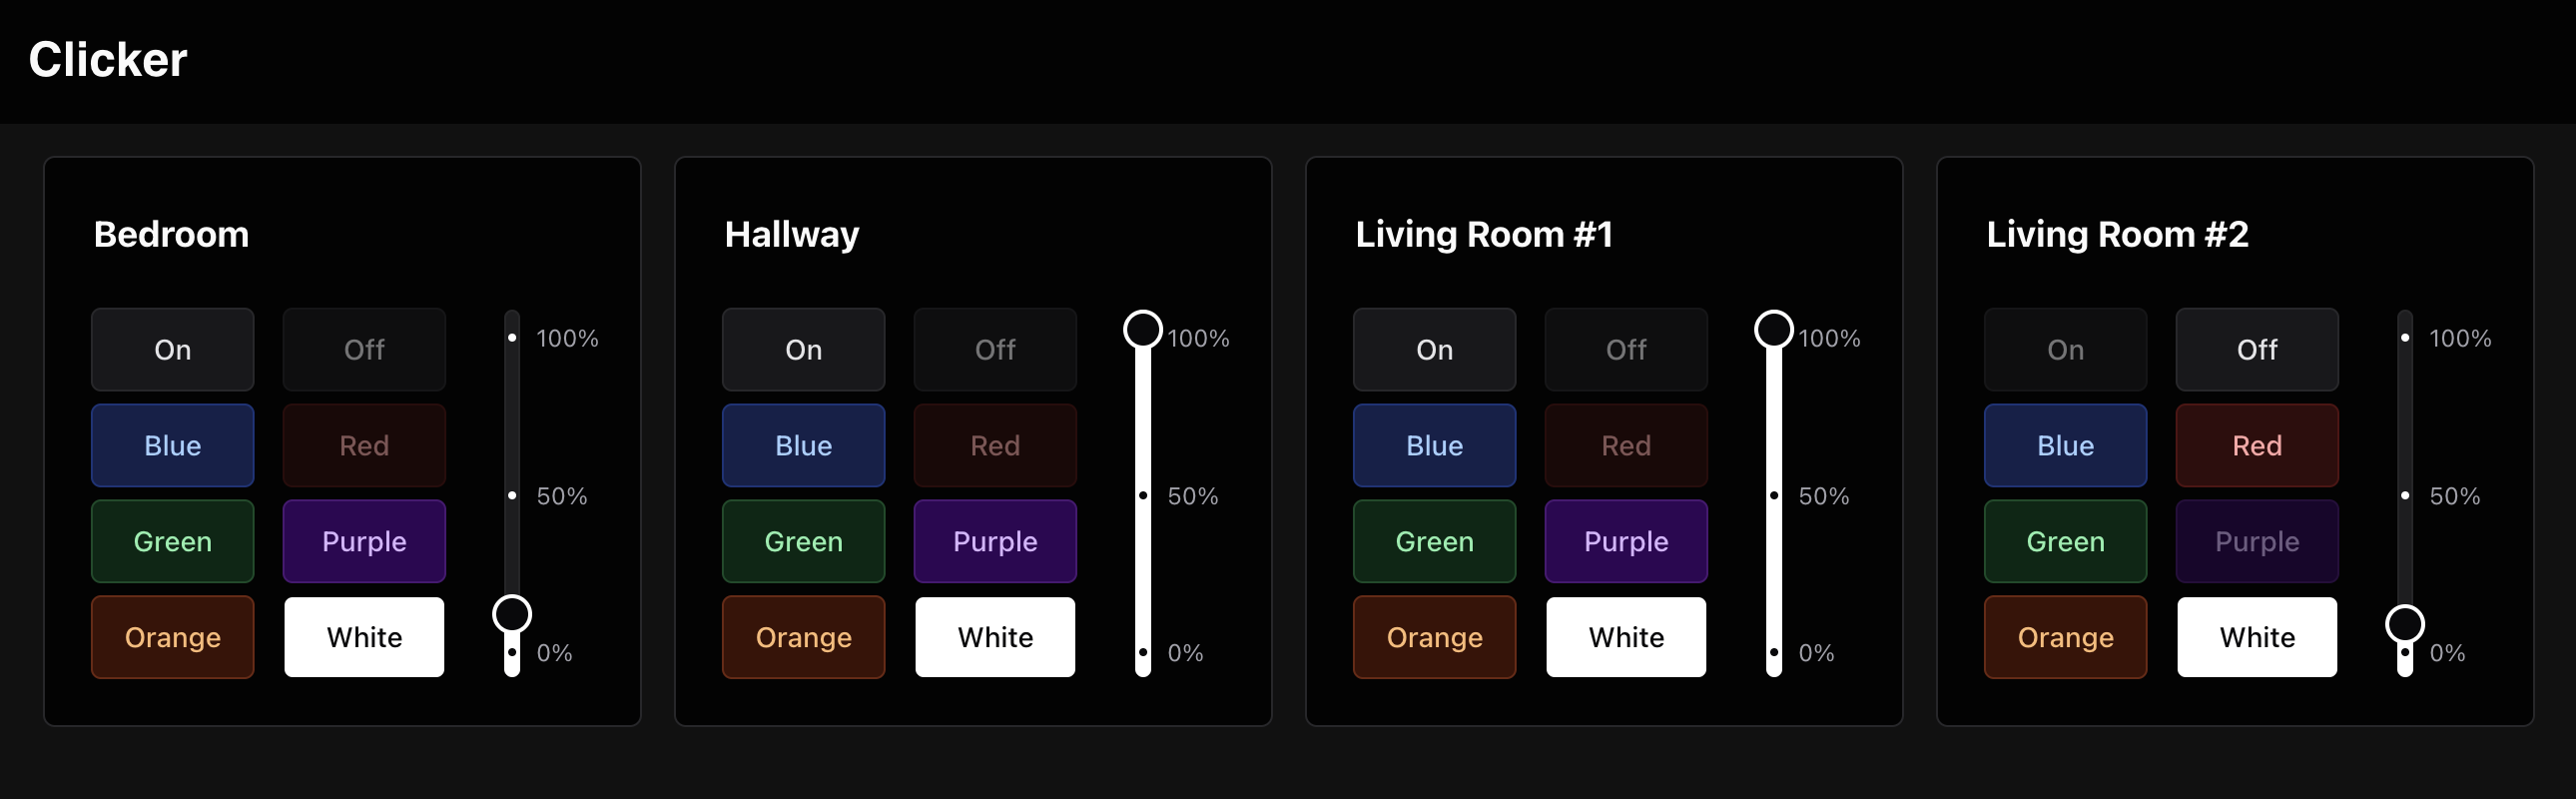 Clicker
Bedroom
On Off 100%
Blue Red
50%
Green Purple
Orange White
0%
Hallway
On Off 100%
Blue Red
50%
Green Purple
Orange White
0%
Living Room #1
On Off 100%
Blue Red
50%
Green Purple
Orange White
0%
Living Room #2
On Off 100%
Blue Red
50%
Green Purple
Orange White
0%